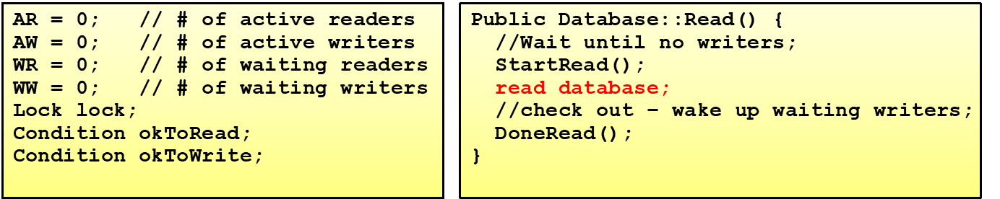 AR = 0;   // # of active readers
AW = 0;   // # of active writers
WR = 0;   // # of waiting readers
WW = 0;   // # of waiting writers
Lock lock;
Condition okToRead;
Condition okToWrite;
Public Database::Read() {
  //Wait until no writers;
  StartRead();
  read database;
  //check out – wake up waiting writers;
  DoneRead();
}